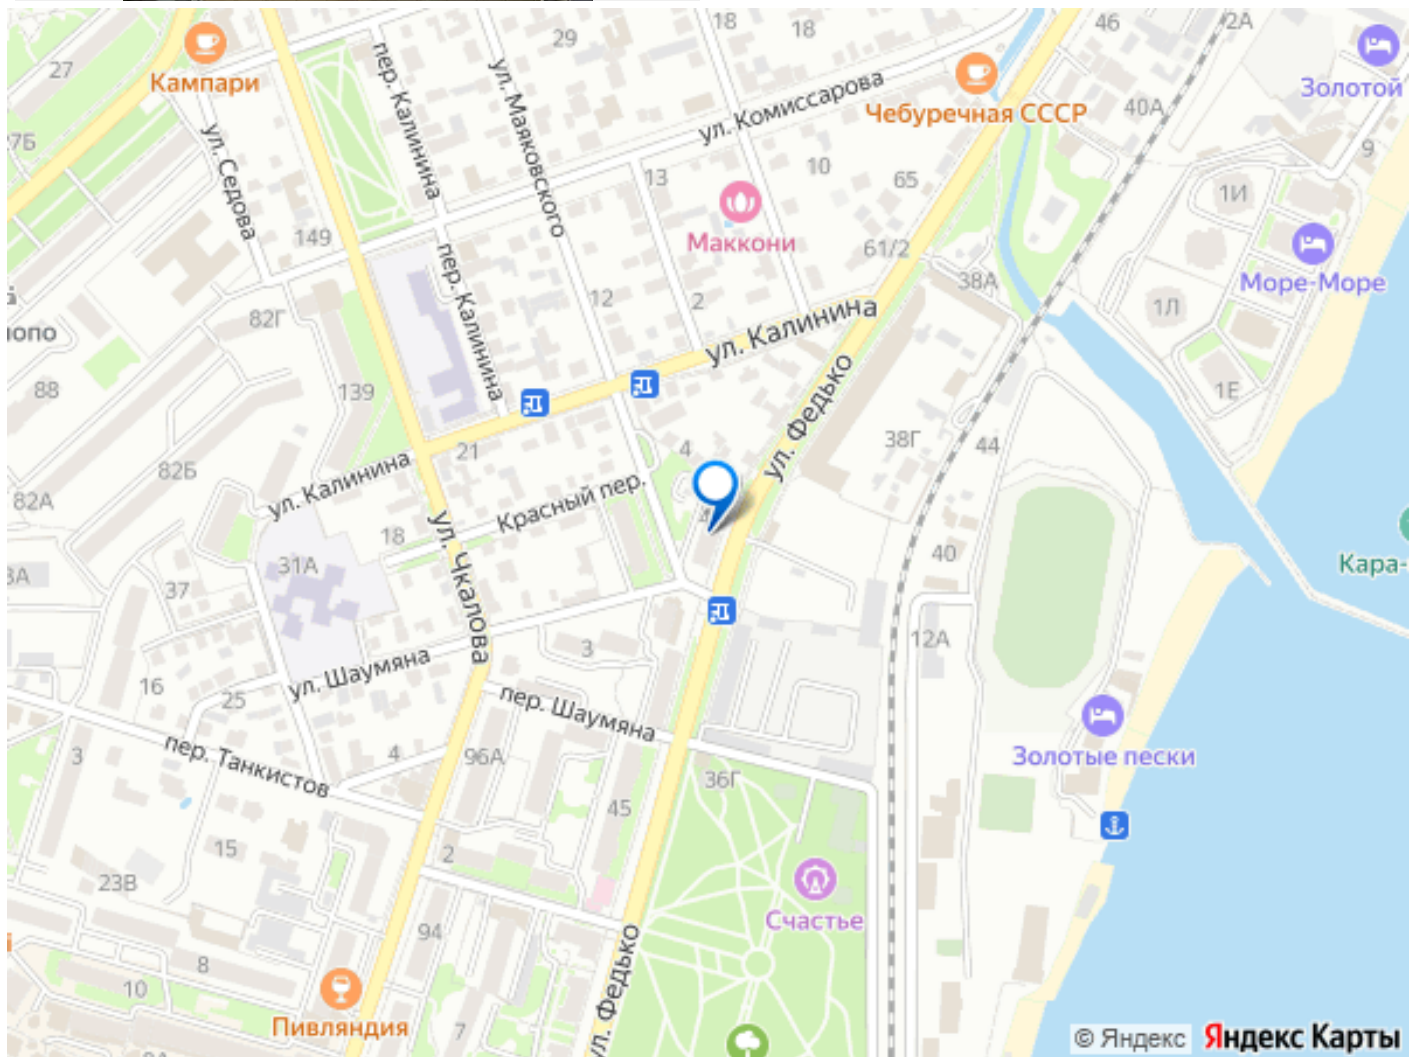 18
46
2А
29
18
27
Кампари
пер. Калинина
ул. Маяковского
Чебуречная СССР
Золотой
ул. Комиссарова
40А
27Б
ул. Седова
9
10
13
65
1И
149
пер. Калинина
Маккони
61/2
Море-Море
38А
12
2
1Л
82Г
ул. Калинина
88
139
1Е
ул. Федько
21
4
38Г
44
82Б
ул. Калинина
82А
Красный пер.
18
ул. Чкалова
40
31А
37
Кара-
12А
3
ул. Шаумяна
16
25
пер. Шаумяна
пер. Танкистов
3
4
96А
36Г
Золотые пески
45
15
2
23В
Счастье
94
ул. Федько
8
10
7
Пивляндия
© Яндекс Яндекс Карты